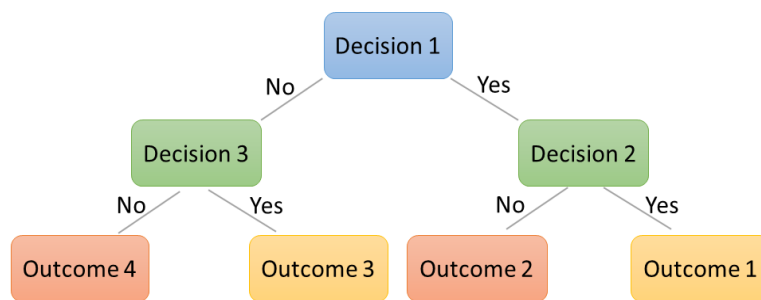 Decision 1
No
Yes
Decision 3
Decision 2
No
Yes
No
Yes
Outcome 4
Outcome 3
Outcome 2
Outcome 1